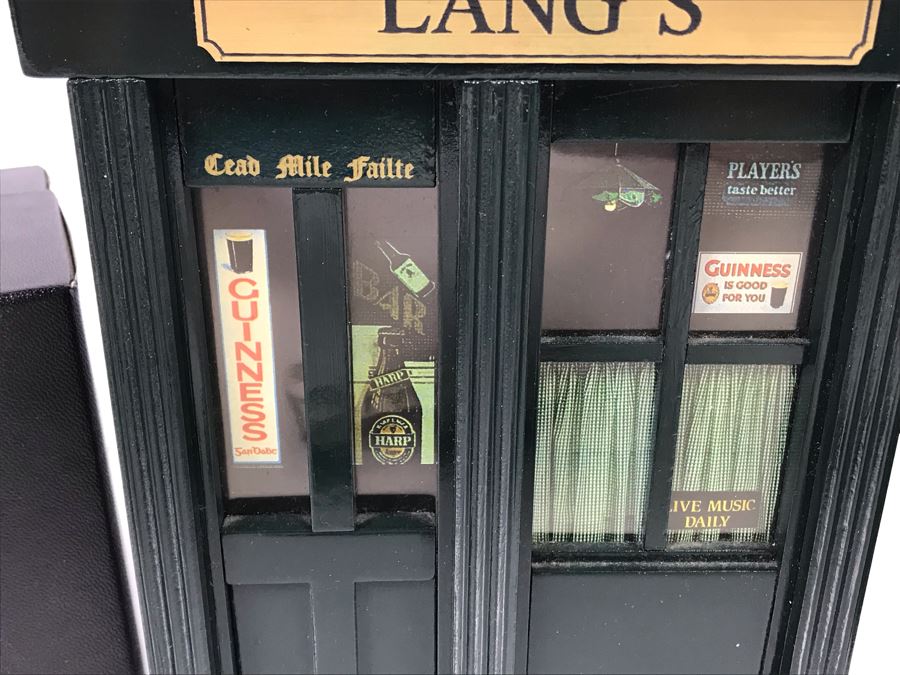 LANG'S
Cead Mile Failte
GUINNESS
BAR
HARP
HARP
PLAYER'S
taste better
GUINNESS
IS GOOD
FOR YOU
LIVE MUSIC
DAILY